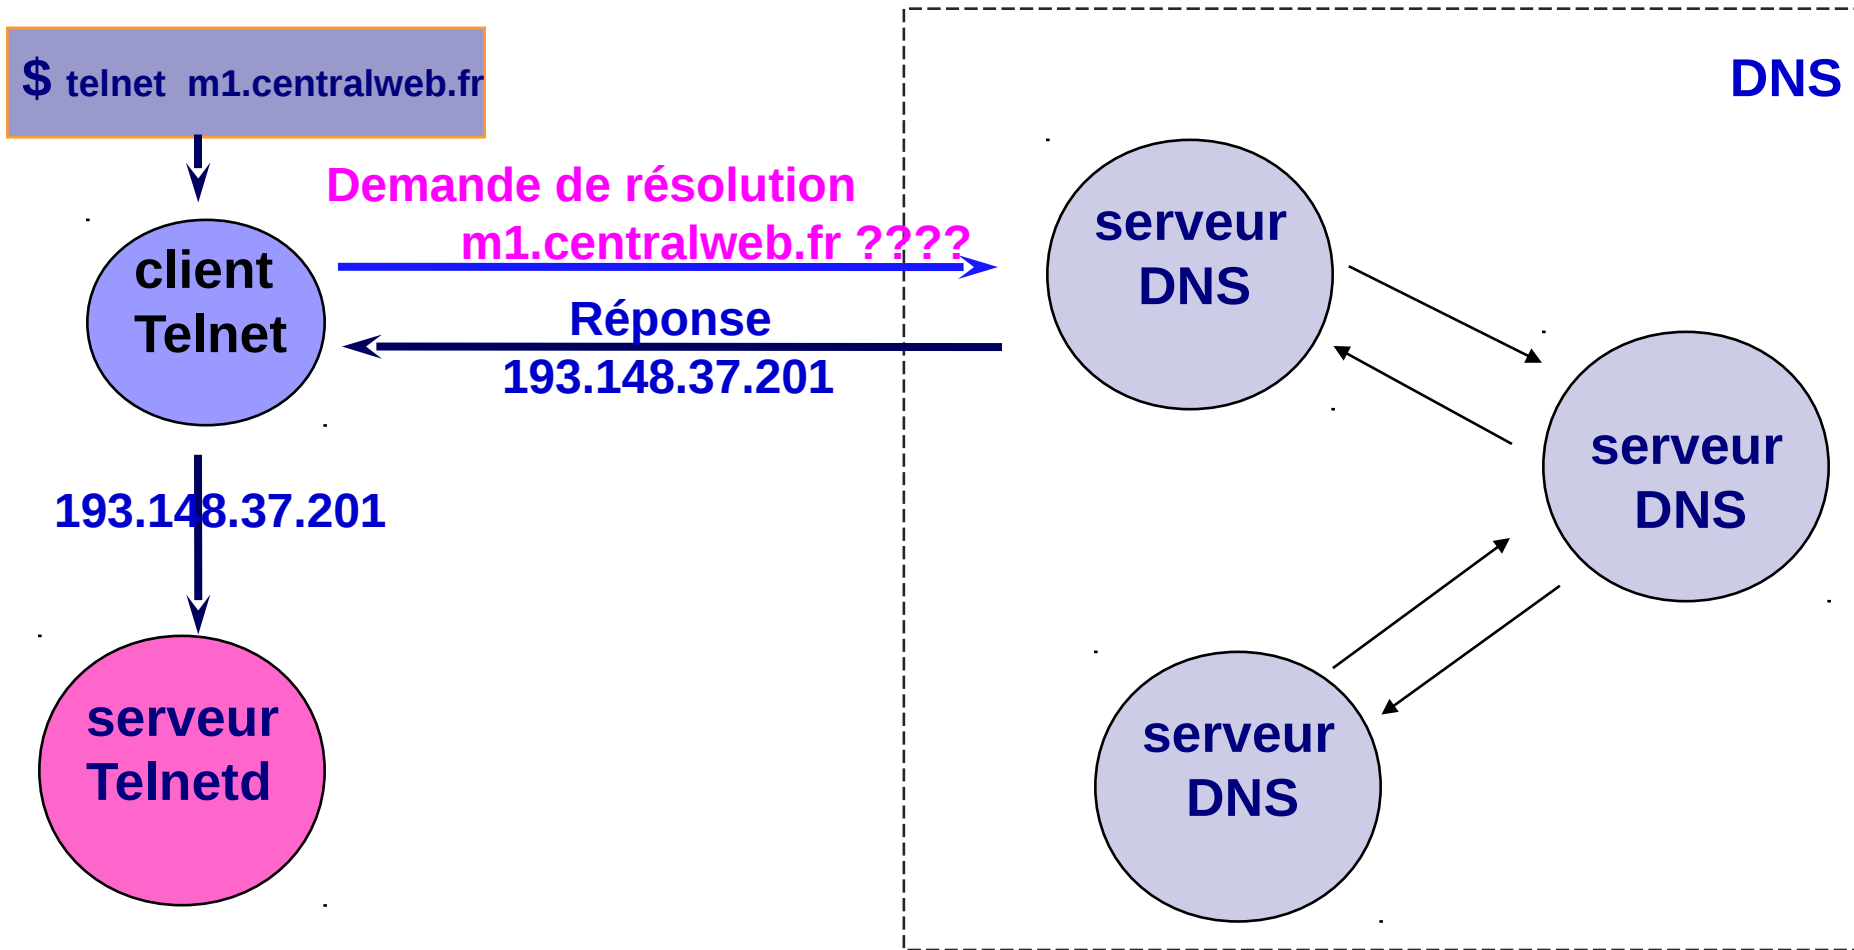 $ telnet m1.centralweb.fr
DNS
Demande de résolution
m1.centralweb.fr ????
client
Telnet
Réponse
193.148.37.201
serveur
DNS
serveur
DNS
193.148.37.201
serveur
Telnetd
serveur
DNS